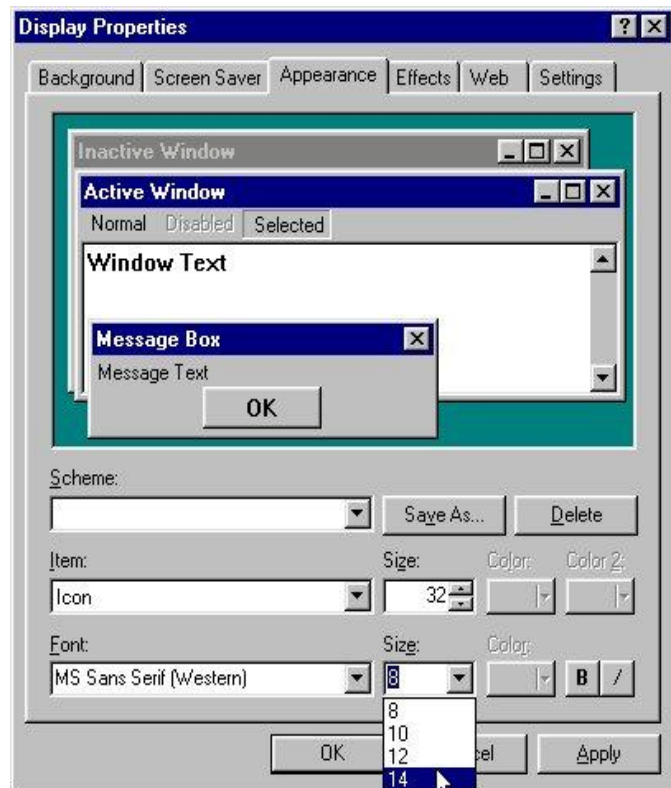 Display Properties
Background Screen Saver Appearance Effects Web Settings
Inactive Window
Active Window
Normal Disabled Selected
Window Text
Message Box
Message Text
OK
Scheme:
Save As... Delete
Item: Size: Color: Color 2:
Icon 32
Font: Size: Color:
MS Sans Serif (Western) 8 B /
8
10
12
14
OK cel Apply